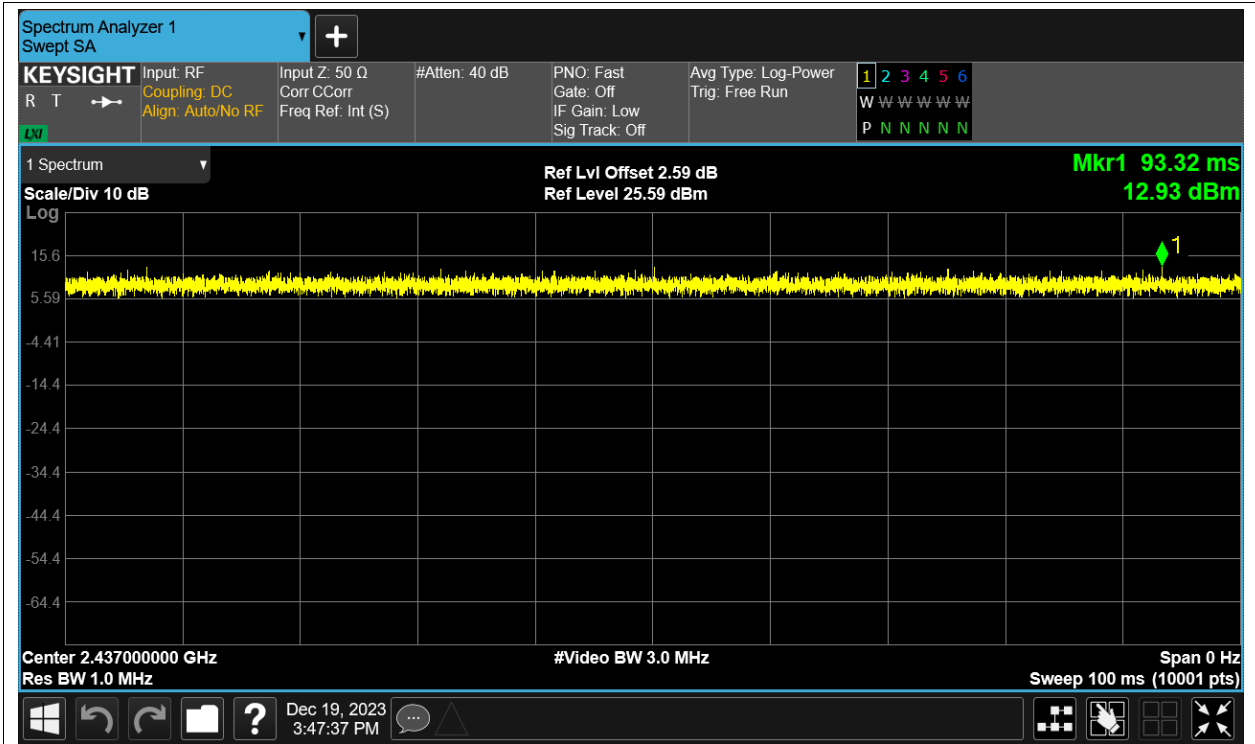 Spectrum Analyzer 1
Swept SA
+
KEYSIGHT
R T
LXI
Input: RF
Coupling: DC
Align: Auto/No RF
Input Z: 50 Ω
Corr CCorr
Freq Ref: Int (S)
#Atten: 40 dB
PNO: Fast
Gate: Off
IF Gain: Low
Sig Track: Off
Avg Type: Log-Power
Trig: Free Run
1 2 3 4 5 6
W W W W W W
P N N N N N
1 Spectrum
Scale/Div 10 dB
Ref Lvl Offset 2.59 dB
Ref Level 25.59 dBm
Mkr1 93.32 ms
12.93 dBm
Log
1
15.6
5.59
-4.41
-14.4
-24.4
-34.4
-44.4
-54.4
-64.4
Center 2.437000000 GHz
#Video BW 3.0 MHz
Span 0 Hz
Res BW 1.0 MHz
Sweep 100 ms (10001 pts)
?
Dec 19, 2023
3:47:37 PM